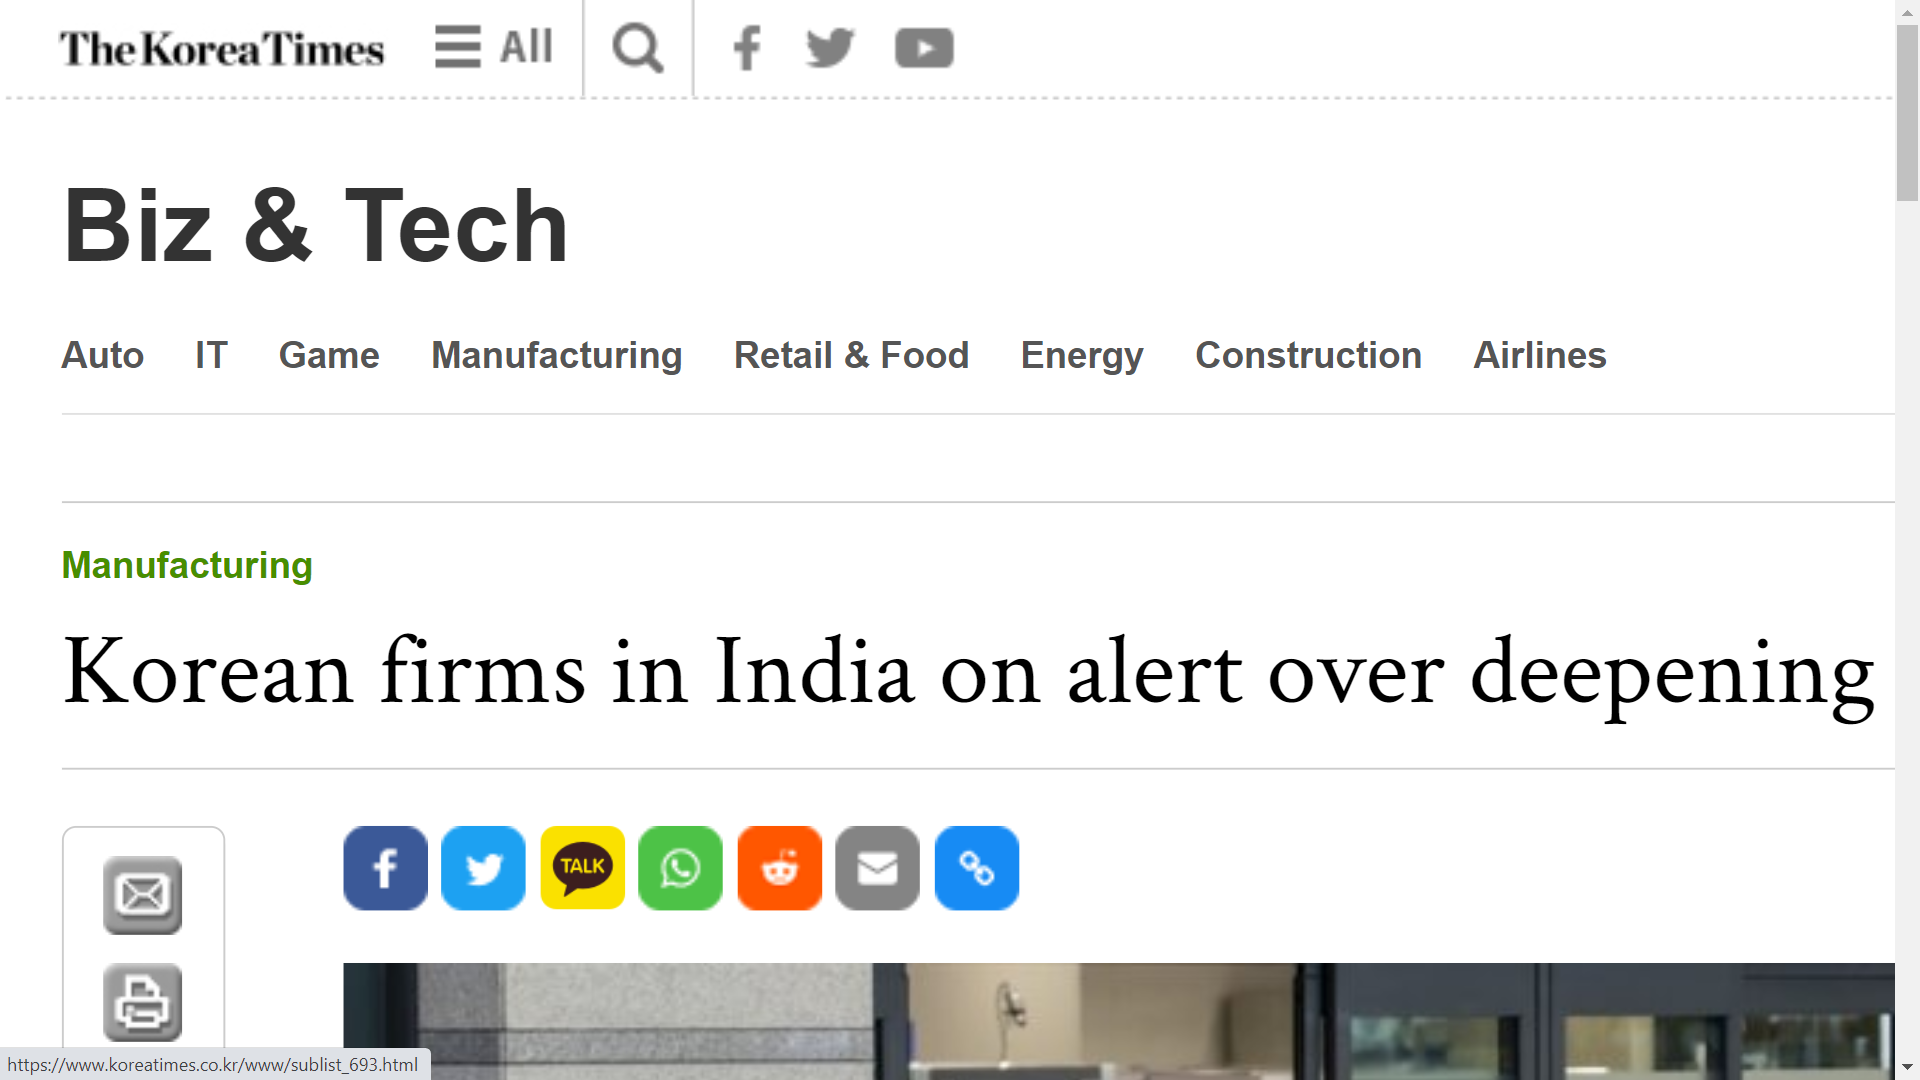 The Korea Times
All
Biz & Tech
Auto IT Game Manufacturing Retail & Food Energy Construction Airlines
Manufacturing
Korean firms in India on alert over deepening
TALK
https://www.koreatimes.co.kr/www/sublist_693.html